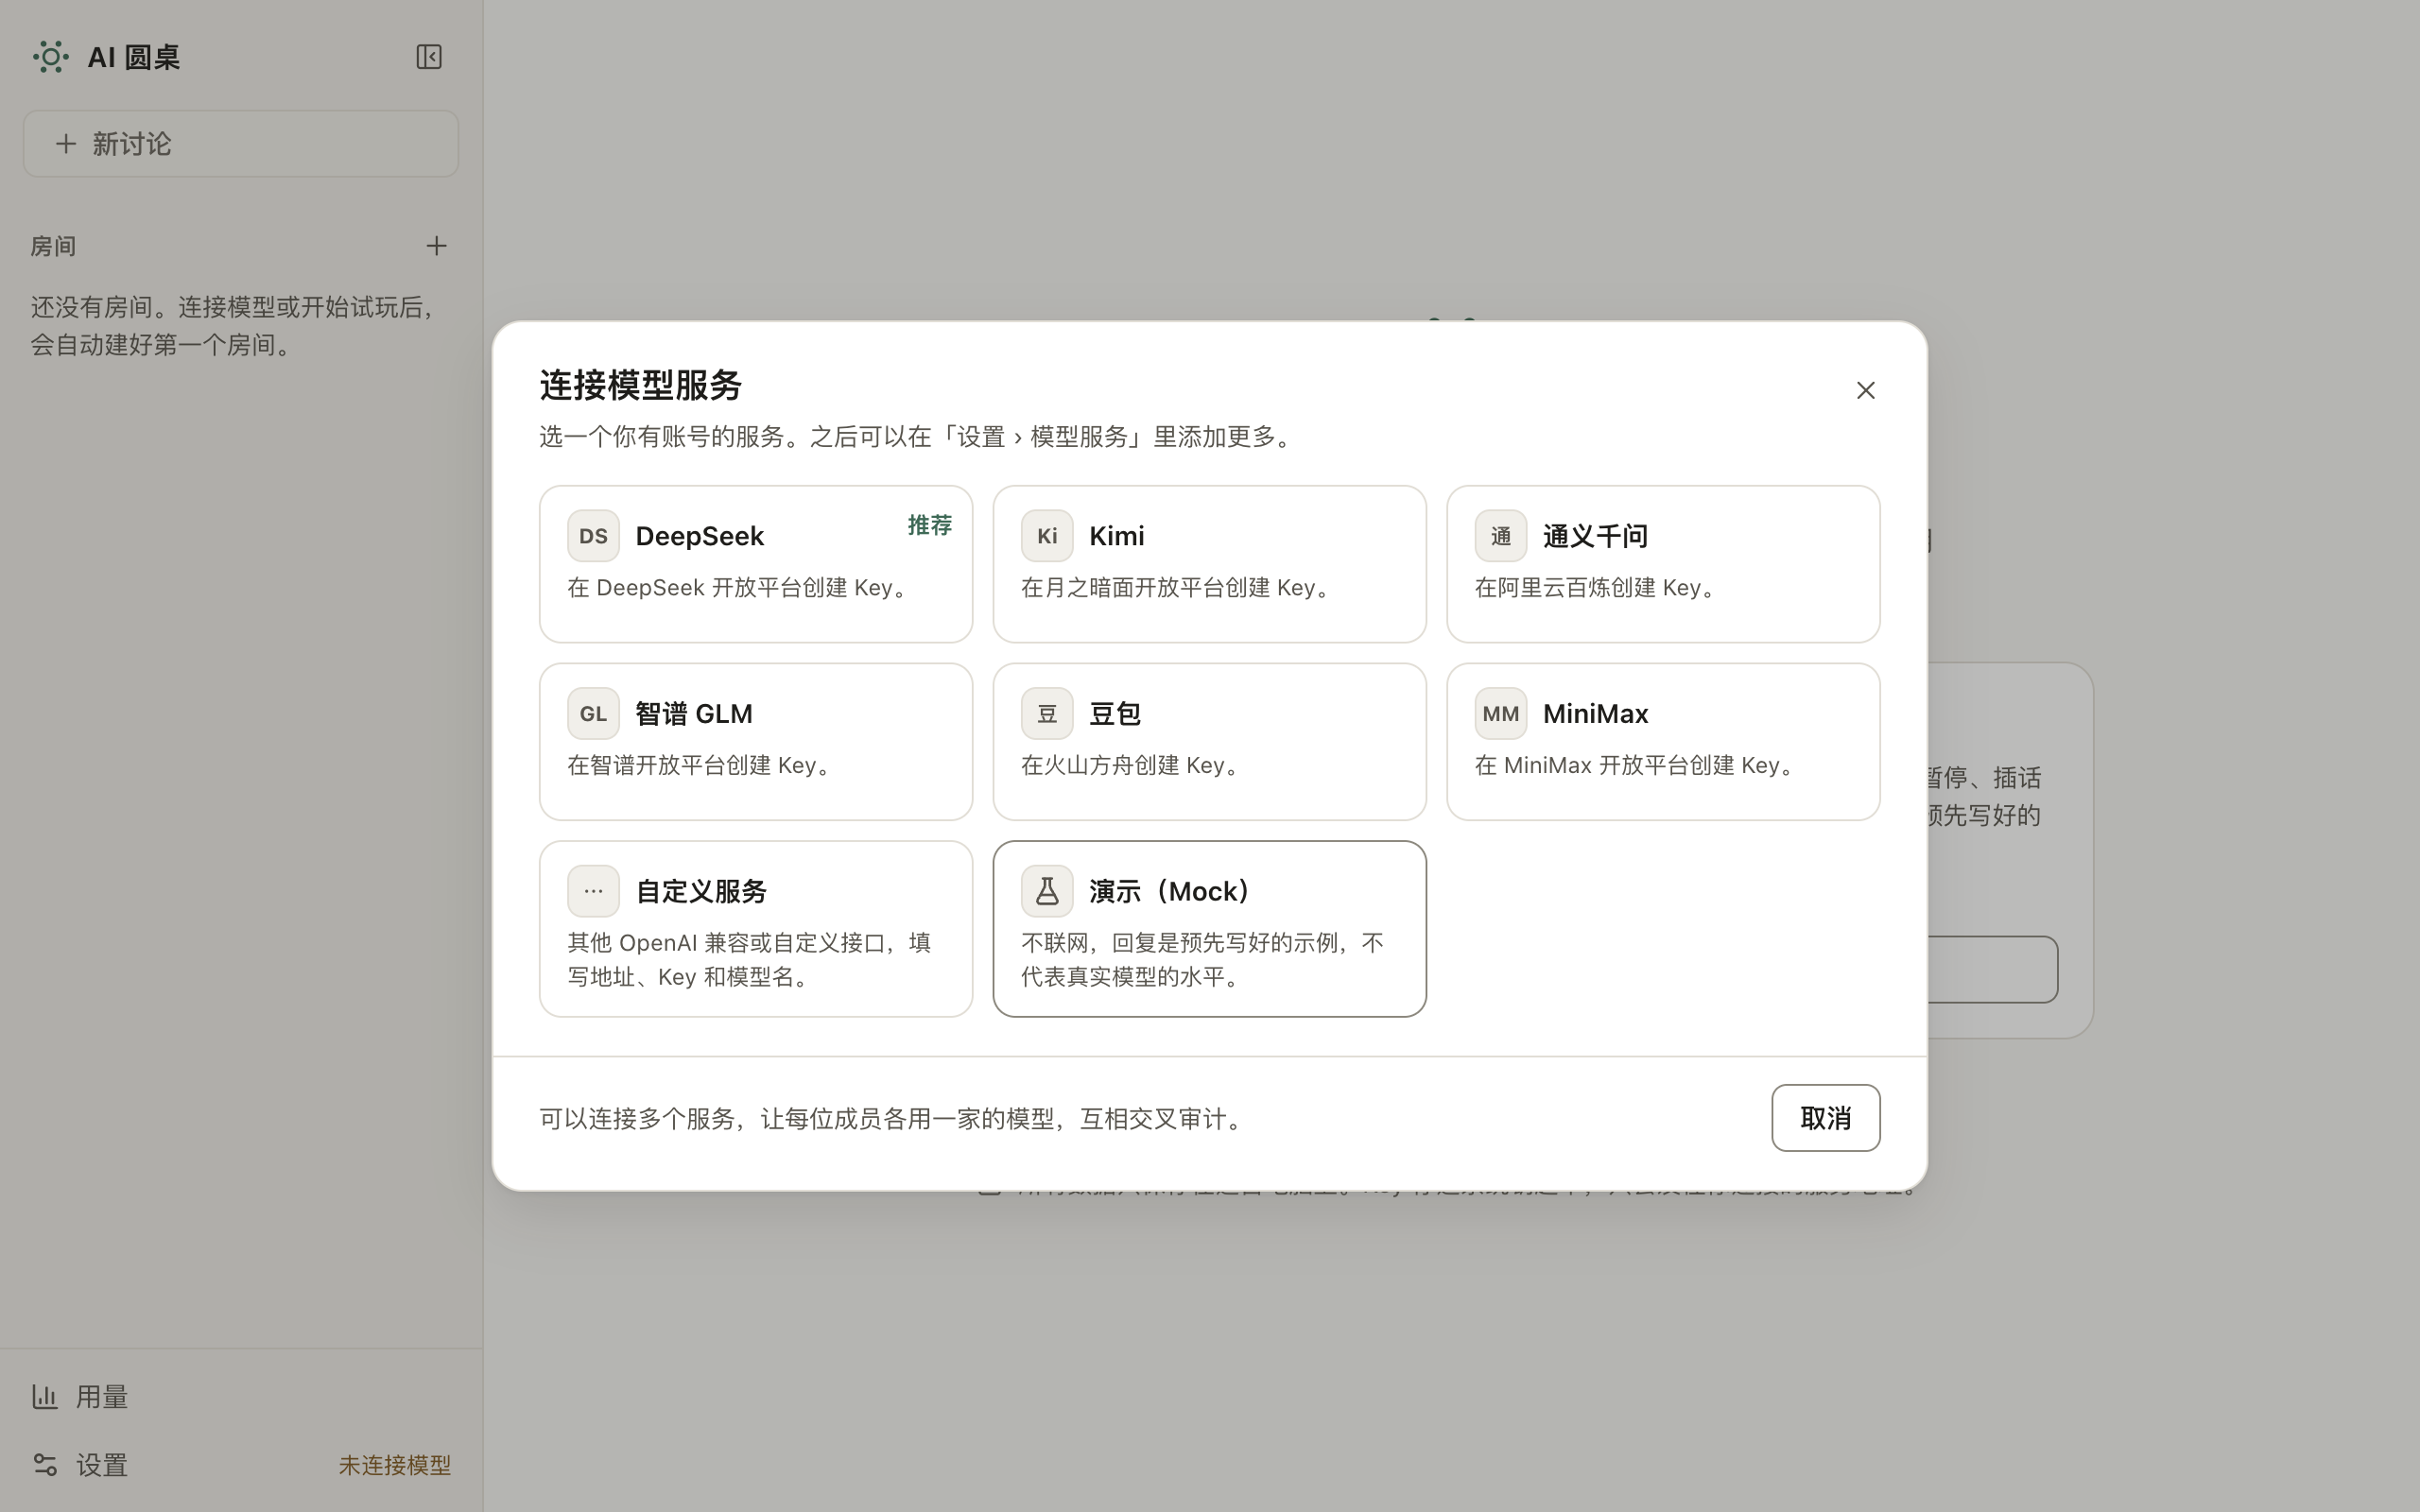 AI 圆桌
新讨论
房间
还没有房间。连接模型或开始试玩后，
会自动建好第一个房间。
连接模型服务
选一个你有账号的服务。之后可以在「设置 › 模型服务」里添加更多。
DS DeepSeek 推荐
在 DeepSeek 开放平台创建 Key。
Ki Kimi
在月之暗面开放平台创建 Key。
通 通义千问
在阿里云百炼创建 Key。
GL 智谱 GLM
在智谱开放平台创建 Key。
豆 豆包
在火山方舟创建 Key。
MM MiniMax
在 MiniMax 开放平台创建 Key。
暂停、插话
预先写好的
··· 自定义服务
其他 OpenAI 兼容或自定义接口，填
写地址、Key 和模型名。
演示（Mock）
不联网，回复是预先写好的示例，不
代表真实模型的水平。
可以连接多个服务，让每位成员各用一家的模型，互相交叉审计。
取消
用量
设置
未连接模型